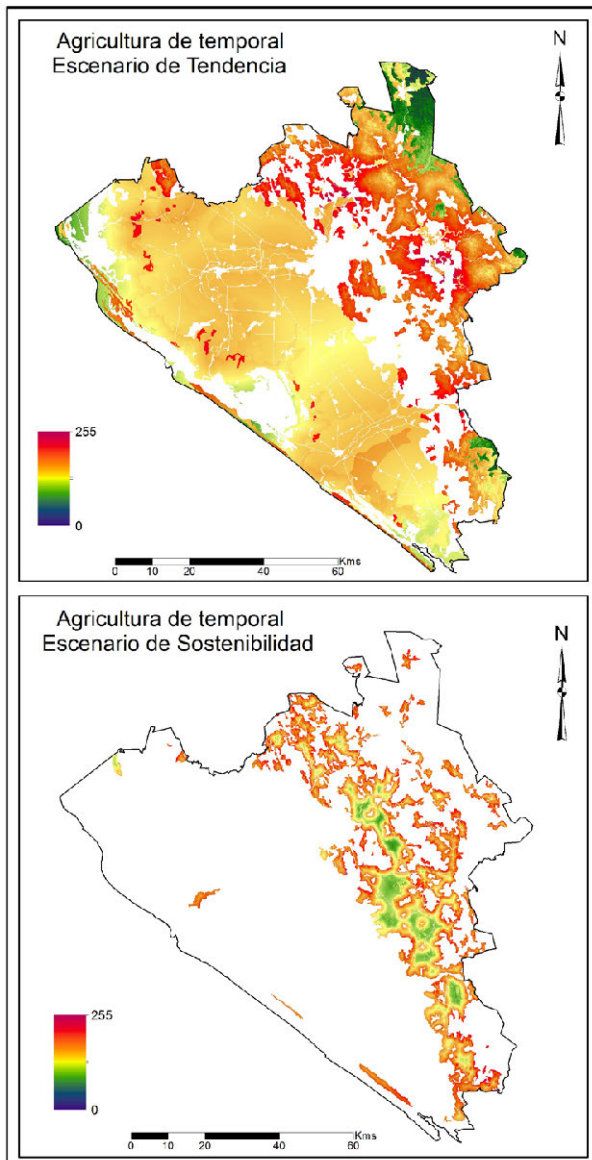 Agricultura de temporal
Escenario de Tendencia
N
255
0
Kms
0 10 20 40 60
Agricultura de temporal
Escenario de Sostenibilidad
N
255
0
Kms
0 10 20 40 60